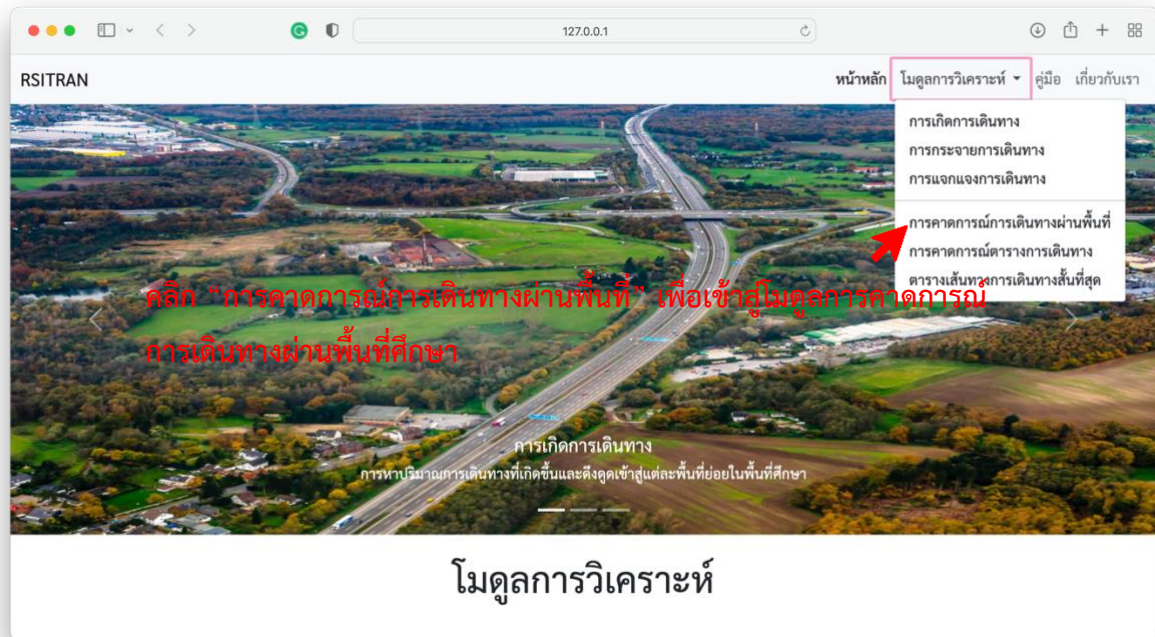 127.0.0.1
RSITRAN
หน้าหลัก โมดูลการวิเคราะห์ คู่มือ เกี่ยวกับเรา
การเกิดการเดินทาง
การกระจายการเดินทาง
การแจกแจงการเดินทาง
การคาดการณ์การเดินทางผ่านพื้นที่
การคาดการณ์ตารางการเดินทาง
ตารางเส้นทางการเดินทางสั้นที่สุด
คลิก "การคาดการณ์การเดินทางผ่านพื้นที่" เพื่อเข้าสู่โมดูลการคาดการณ์
การเดินทางผ่านพื้นที่ศึกษา
การเกิดการเดินทาง
การหาปริมาณการเดินทางที่เกิดขึ้นและดึงดูดเข้าสู่แต่ละพื้นที่ย่อยในพื้นที่ศึกษา
โมดูลการวิเคราะห์